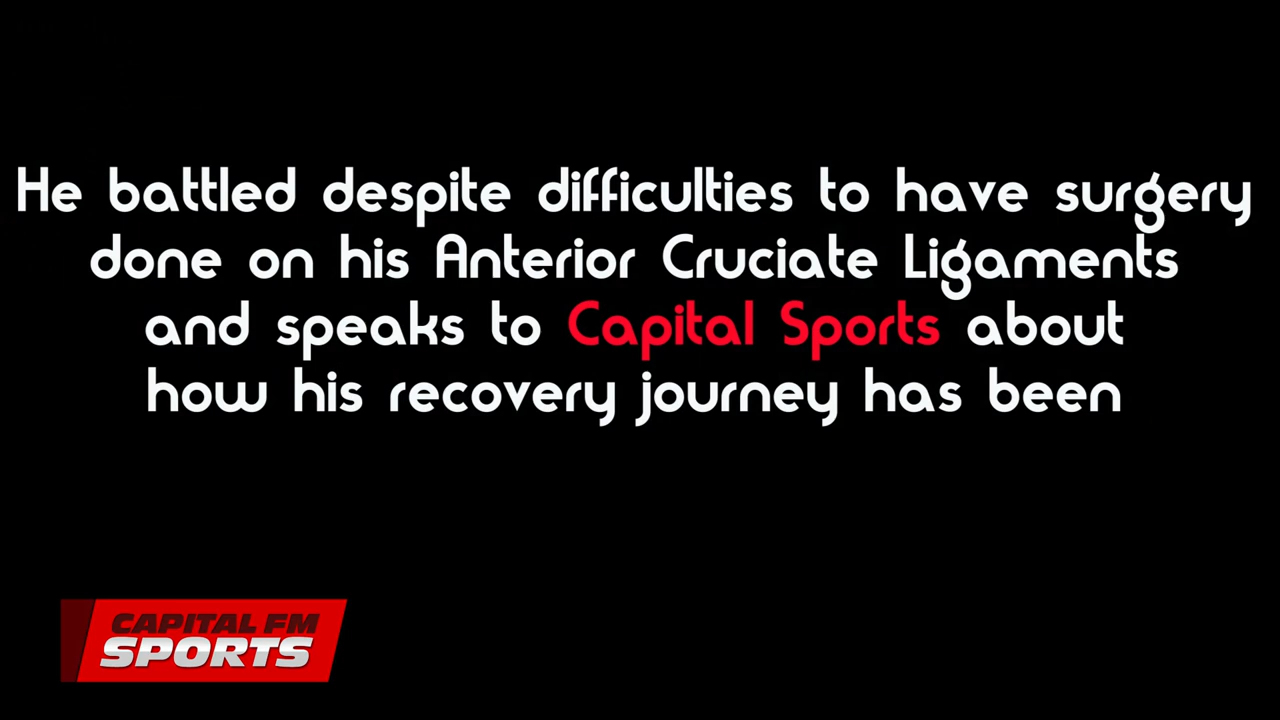 He battled despite difficulties to have surgery
done on his Anterior Cruciate Ligaments
and speaks to Capital Sports about
how his recovery journey has been
CAPITAL FM
SPORTS